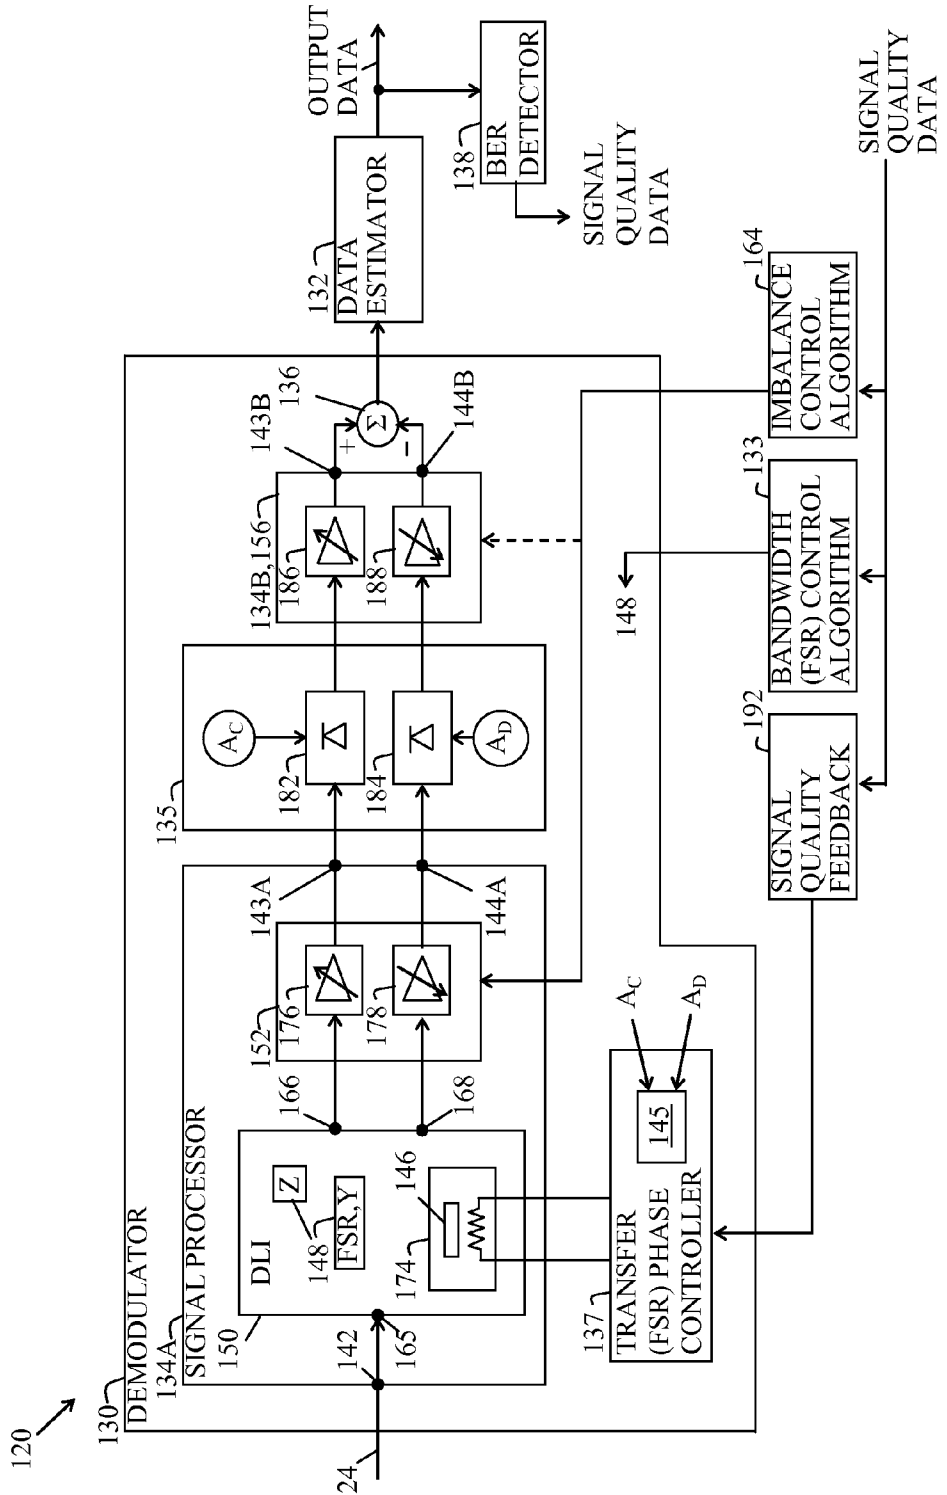 120
130
DEMODULATOR
134A
SIGNAL PROCESSOR
150
DLI
Z
148
FSR,Y
146
174
24
142
165
166
168
152
176
178
143A
144A
135
A_C
182
184
A_D
134B,156
186
188
143B
144B
136
Σ
+
−
132
DATA
ESTIMATOR
OUTPUT
DATA
138
BER
DETECTOR
SIGNAL
QUALITY
DATA
137
TRANSFER
(FSR) PHASE
CONTROLLER
145
A_C
A_D
192
SIGNAL
QUALITY
FEEDBACK
148
133
BANDWIDTH
(FSR) CONTROL
ALGORITHM
164
IMBALANCE
CONTROL
ALGORITHM
SIGNAL
QUALITY
DATA